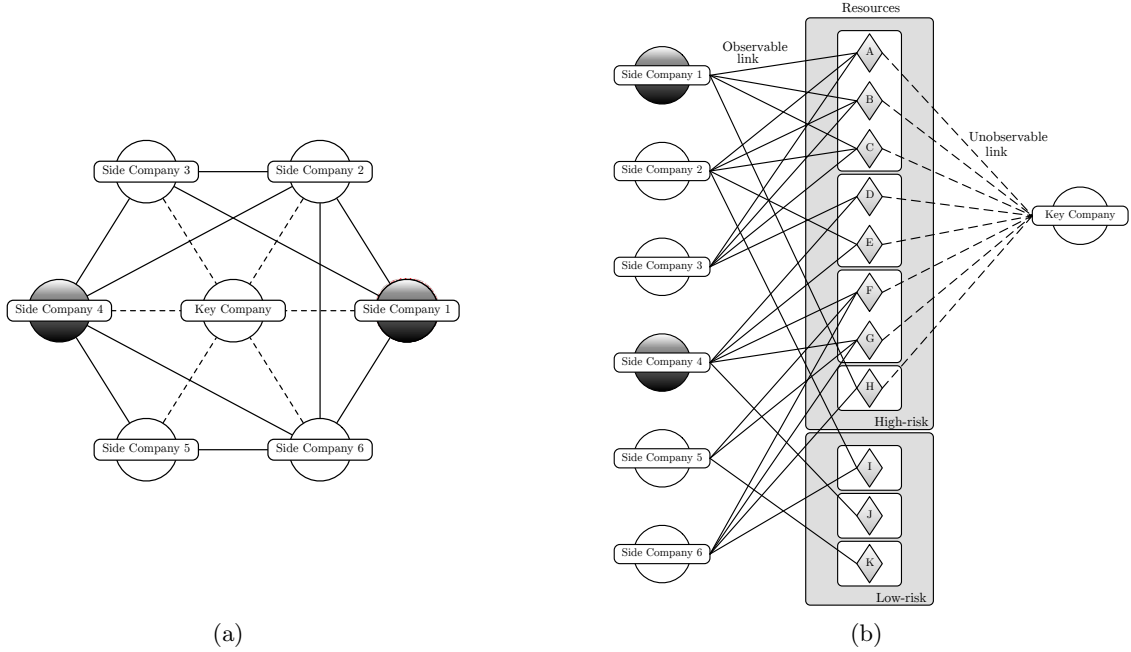 Side Company 3
Side Company 2
Side Company 4
Key Company
Side Company 1
Side Company 5
Side Company 6
(a)
Resources
Observable
link
Side Company 1
Side Company 2
Side Company 3
Side Company 4
Side Company 5
Side Company 6
A
B
C
D
E
F
G
H
High-risk
I
J
K
Low-risk
Unobservable
link
Key Company
(b)